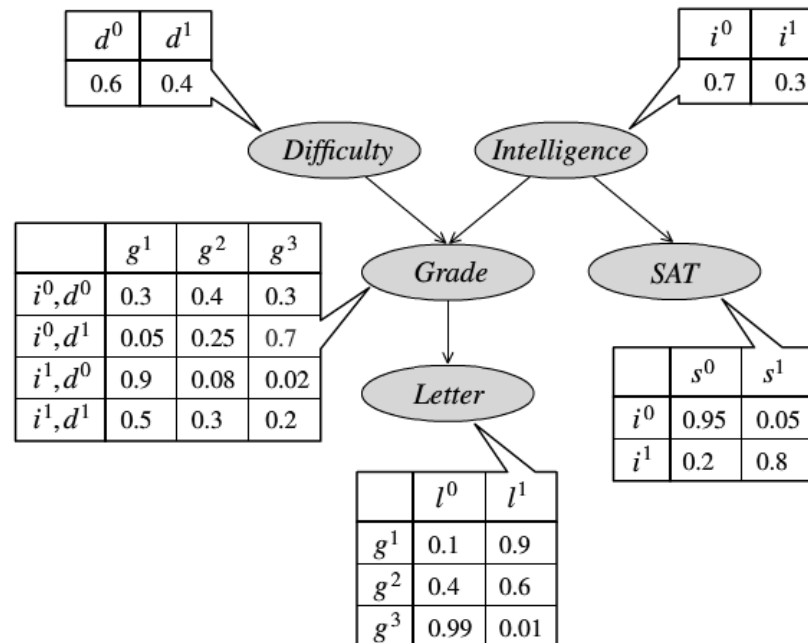 d⁰ d¹
0.6 0.4
i⁰ i¹
0.7 0.3
Difficulty
Intelligence
g¹ g² g³
i⁰,d⁰ 0.3 0.4 0.3
i⁰,d¹ 0.05 0.25 0.7
i¹,d⁰ 0.9 0.08 0.02
i¹,d¹ 0.5 0.3 0.2
Grade
SAT
Letter
s⁰ s¹
i⁰ 0.95 0.05
i¹ 0.2 0.8
l⁰ l¹
g¹ 0.1 0.9
g² 0.4 0.6
g³ 0.99 0.01